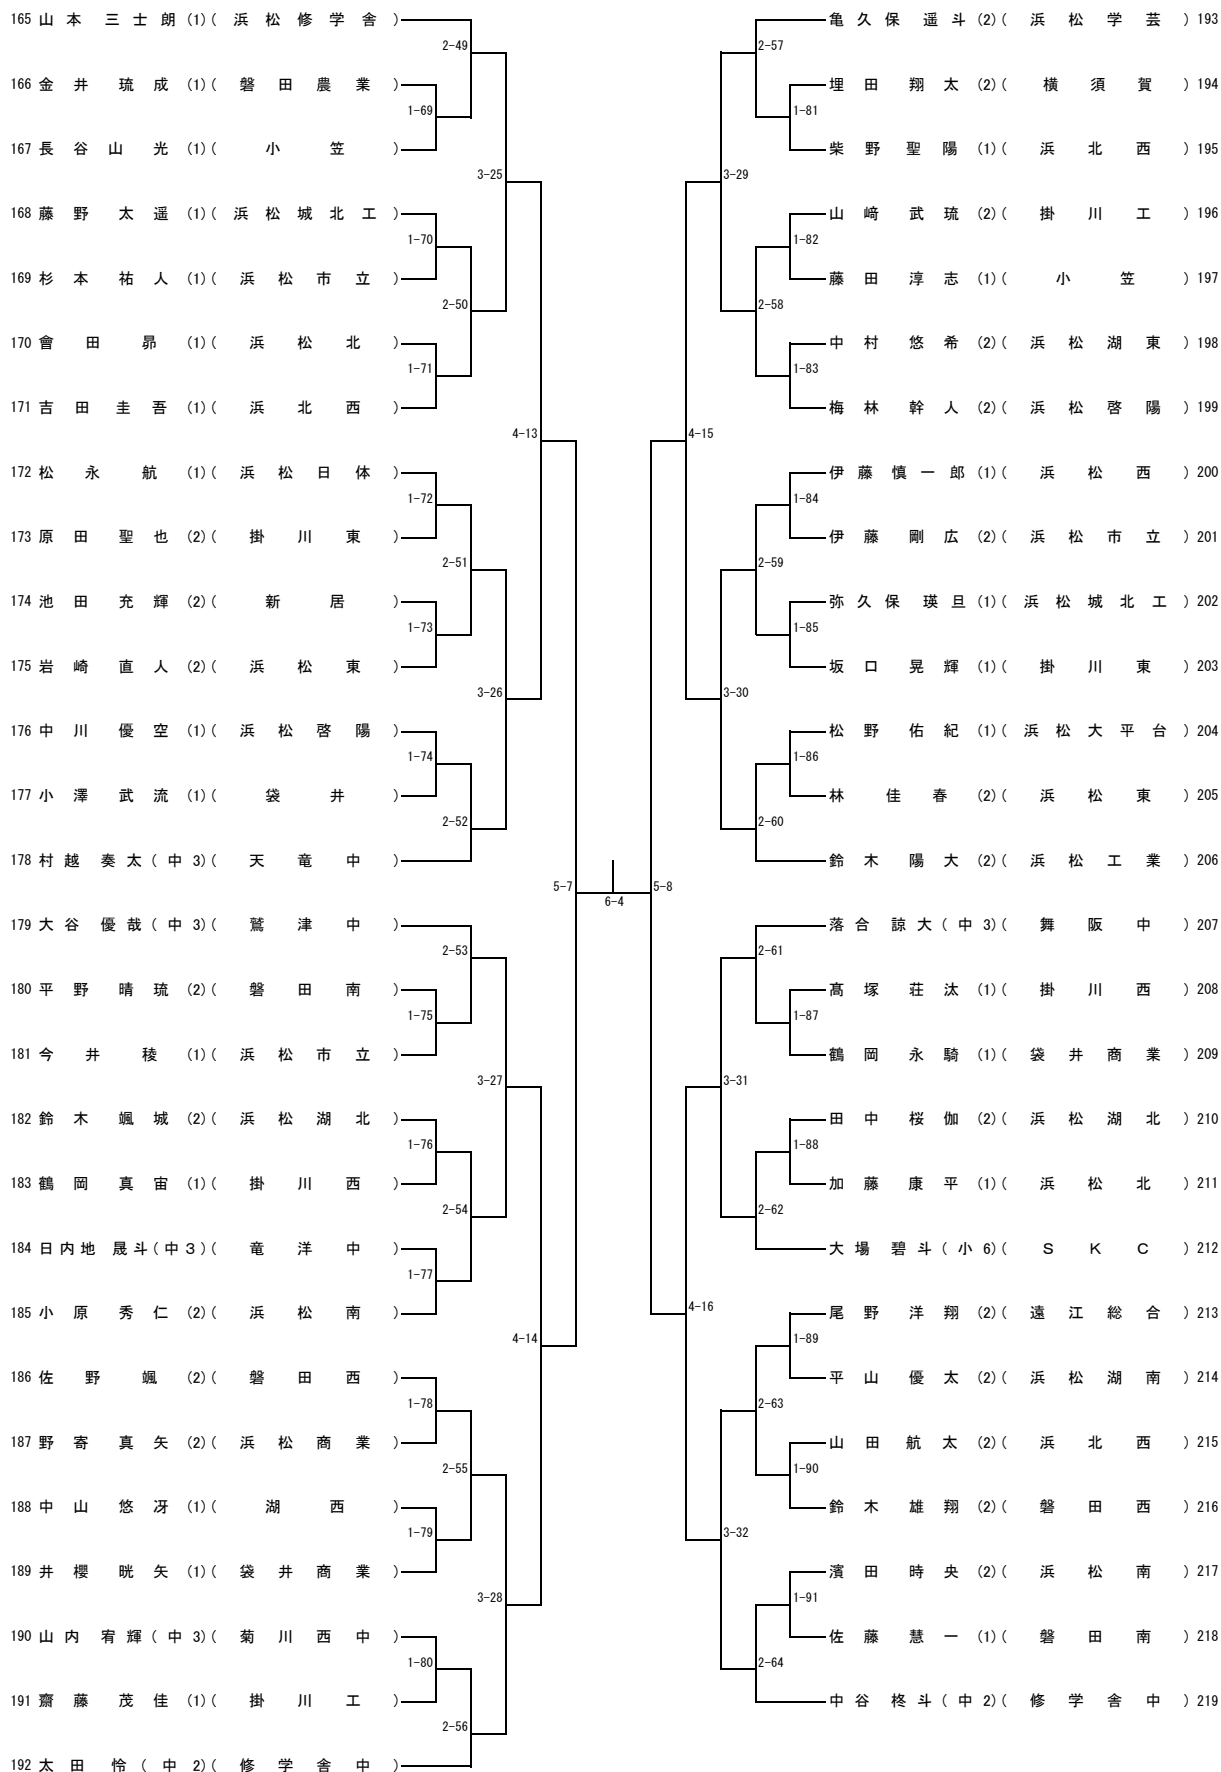 165 山本 三士朗 (1)( 浜松修学舎 )
2-49
166 金井 琉成 (1)( 磐田農業 )
1-69
167 長谷山 光 (1)( 小笠 )
3-25
168 藤野 太遥 (1)( 浜松城北工 )
1-70
169 杉本 祐人 (1)( 浜松市立 )
2-50
170 會田 昴 (1)( 浜松北 )
1-71
171 吉田 圭吾 (1)( 浜北西 )
4-13
172 松永 航 (1)( 浜松日体 )
1-72
173 原田 聖也 (2)( 掛川東 )
2-51
174 池田 充輝 (2)( 新居 )
1-73
175 岩崎 直人 (2)( 浜松東 )
3-26
176 中川 優空 (1)( 浜松啓陽 )
1-74
177 小澤 武流 (1)( 袋井 )
2-52
178 村越 奏太 (中3)( 天竜中 )
5-7
179 大谷 優哉 (中3)( 鷲津中 )
2-53
180 平野 晴琉 (2)( 磐田南 )
1-75
181 今井 稜 (1)( 浜松市立 )
3-27
182 鈴木 颯城 (2)( 浜松湖北 )
1-76
183 鶴岡 真宙 (1)( 掛川西 )
2-54
184 日内地 晟斗 (中3)( 竜洋中 )
1-77
185 小原 秀仁 (2)( 浜松南 )
4-14
186 佐野 颯 (2)( 磐田西 )
1-78
187 野寄 真矢 (2)( 浜松商業 )
2-55
188 中山 悠冴 (1)( 湖西 )
1-79
189 井櫻 晄矢 (1)( 袋井商業 )
3-28
190 山内 宥輝 (中3)( 菊川西中 )
1-80
191 齋藤 茂佳 (1)( 掛川工 )
2-56
192 太田 怜 (中2)( 修学舎中 )
6-4
亀久保 遥斗 (2)( 浜松学芸 ) 193
2-57
埋田 翔太 (2)( 横須賀 ) 194
1-81
柴野 聖陽 (1)( 浜北西 ) 195
3-29
山﨑 武琉 (2)( 掛川工 ) 196
1-82
藤田 淳志 (1)( 小笠 ) 197
2-58
中村 悠希 (2)( 浜松湖東 ) 198
1-83
梅林 幹人 (2)( 浜松啓陽 ) 199
4-15
伊藤 慎一郎 (1)( 浜松西 ) 200
1-84
伊藤 剛広 (2)( 浜松市立 ) 201
2-59
弥久保 瑛旦 (1)( 浜松城北工 ) 202
1-85
坂口 晃輝 (1)( 掛川東 ) 203
3-30
松野 佑紀 (1)( 浜松大平台 ) 204
1-86
林 佳春 (2)( 浜松東 ) 205
2-60
鈴木 陽大 (2)( 浜松工業 ) 206
5-8
落合 諒大 (中3)( 舞阪中 ) 207
2-61
髙塚 荘汰 (1)( 掛川西 ) 208
1-87
鶴岡 永騎 (1)( 袋井商業 ) 209
3-31
田中 桜伽 (2)( 浜松湖北 ) 210
1-88
加藤 康平 (1)( 浜松北 ) 211
2-62
大場 碧斗 (小6)( SKC ) 212
4-16
尾野 洋翔 (2)( 遠江総合 ) 213
1-89
平山 優太 (2)( 浜松湖南 ) 214
2-63
山田 航太 (2)( 浜北西 ) 215
1-90
鈴木 雄翔 (2)( 磐田西 ) 216
3-32
濱田 時央 (2)( 浜松南 ) 217
1-91
佐藤 慧一 (1)( 磐田南 ) 218
2-64
中谷 柊斗 (中2)( 修学舎中 ) 219